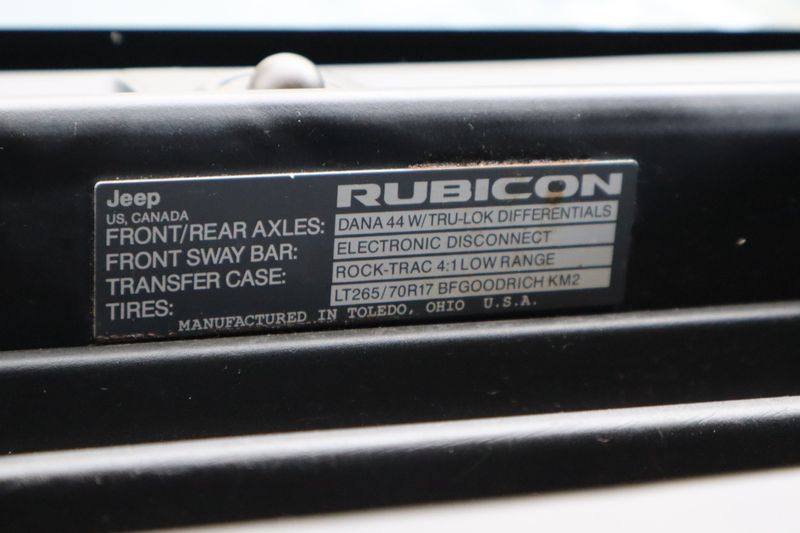 Jeep RUBICON
US, CANADA
FRONT/REAR AXLES: DANA 44 W/TRU-LOK DIFFERENTIALS
FRONT SWAY BAR: ELECTRONIC DISCONNECT
TRANSFER CASE: ROCK-TRAC 4:1 LOW RANGE
TIRES: LT265/70R17 BFGOODRICH KM2
MANUFACTURED IN TOLEDO, OHIO U.S.A.